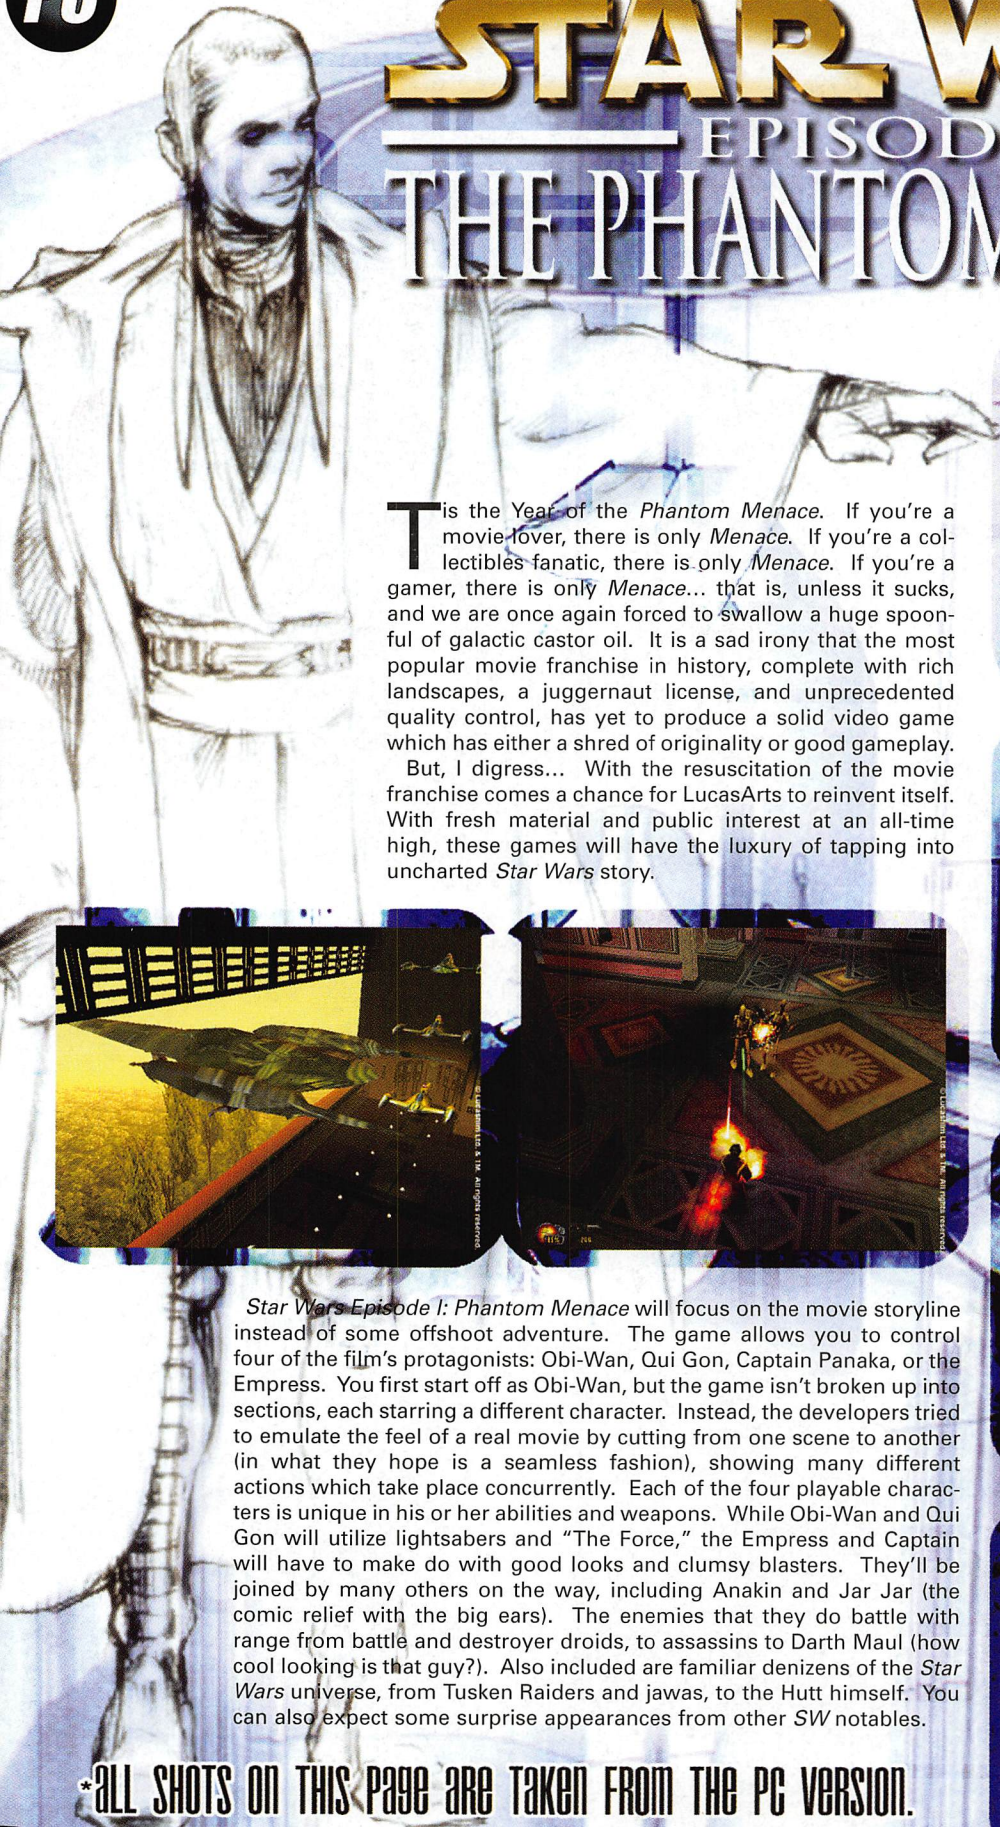 STAR W
EPISOD
THE PHANTOM
Tis the Year of the Phantom Menace. If you're a
movie lover, there is only Menace. If you're a col-
lectibles fanatic, there is only Menace. If you're a
gamer, there is only Menace... that is, unless it sucks,
and we are once again forced to swallow a huge spoon-
ful of galactic castor oil. It is a sad irony that the most
popular movie franchise in history, complete with rich
landscapes, a juggernaut license, and unprecedented
quality control, has yet to produce a solid video game
which has either a shred of originality or good gameplay.
But, I digress... With the resuscitation of the movie
franchise comes a chance for LucasArts to reinvent itself.
With fresh material and public interest at an all-time
high, these games will have the luxury of tapping into
uncharted Star Wars story.
© Lucasfilm Ltd. & TM. All rights reserved.
© Lucasfilm Ltd. & TM. All rights reserved.
Star Wars Episode I: Phantom Menace will focus on the movie storyline
instead of some offshoot adventure. The game allows you to control
four of the film's protagonists: Obi-Wan, Qui Gon, Captain Panaka, or the
Empress. You first start off as Obi-Wan, but the game isn't broken up into
sections, each starring a different character. Instead, the developers tried
to emulate the feel of a real movie by cutting from one scene to another
(in what they hope is a seamless fashion), showing many different
actions which take place concurrently. Each of the four playable charac-
ters is unique in his or her abilities and weapons. While Obi-Wan and Qui
Gon will utilize lightsabers and “The Force,” the Empress and Captain
will have to make do with good looks and clumsy blasters. They'll be
joined by many others on the way, including Anakin and Jar Jar (the
comic relief with the big ears). The enemies that they do battle with
range from battle and destroyer droids, to assassins to Darth Maul (how
cool looking is that guy?). Also included are familiar denizens of the Star
Wars universe, from Tusken Raiders and jawas, to the Hutt himself. You
can also expect some surprise appearances from other SW notables.
*ALL SHOTS ON THIS PAGE ARE TAKEN FROM THE PC VERSION.